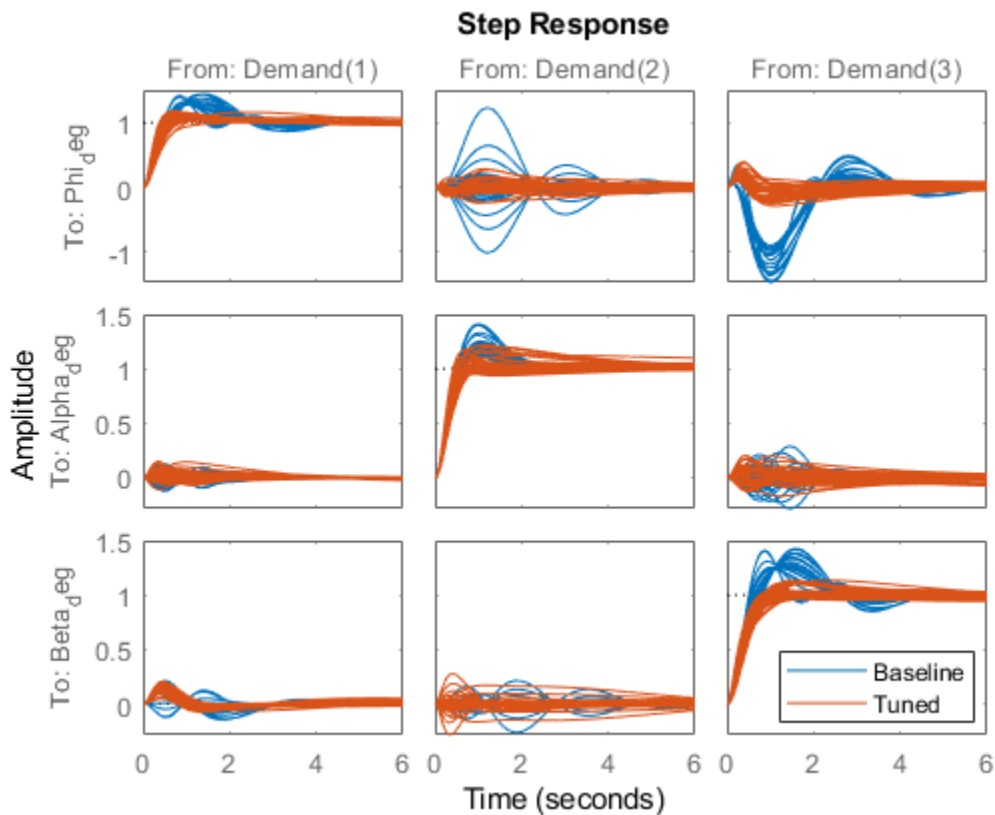 Step Response
From: Demand(1) From: Demand(2) From: Demand(3)
To: Phi_deg
1
0
-1
Amplitude
To: Alpha_deg
1.5
1
0.5
0
To: Beta_deg
1.5
1
0.5
0
Baseline
Tuned
0 2 4 6 0 2 4 6 0 2 4 6
Time (seconds)